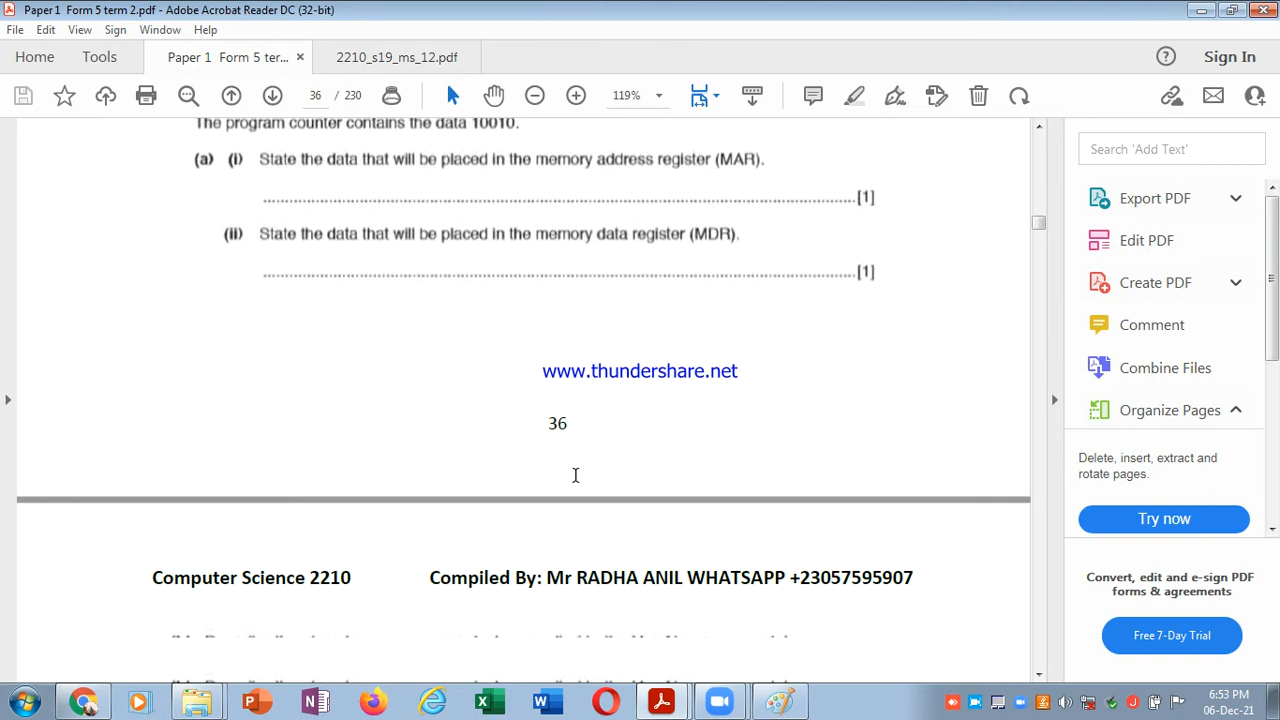 Paper 1 Form 5 term 2.pdf - Adobe Acrobat Reader DC (32-bit)
File Edit View Sign Window Help
Home Tools Paper 1 Form 5 ter... × 2210_s19_ms_12.pdf Sign In
36 / 230 119%
The program counter contains the data 10010.
(a) (i) State the data that will be placed in the memory address register (MAR).
[1]
(ii) State the data that will be placed in the memory data register (MDR).
[1]
www.thundershare.net
36
Computer Science 2210 Compiled By: Mr RADHA ANIL WHATSAPP +23057595907
Search 'Add Text'
Export PDF
Edit PDF
Create PDF
Comment
Combine Files
Organize Pages
Delete, insert, extract and
rotate pages.
Try now
Convert, edit and e-sign PDF
forms & agreements
Free 7-Day Trial
6:53 PM
06-Dec-21